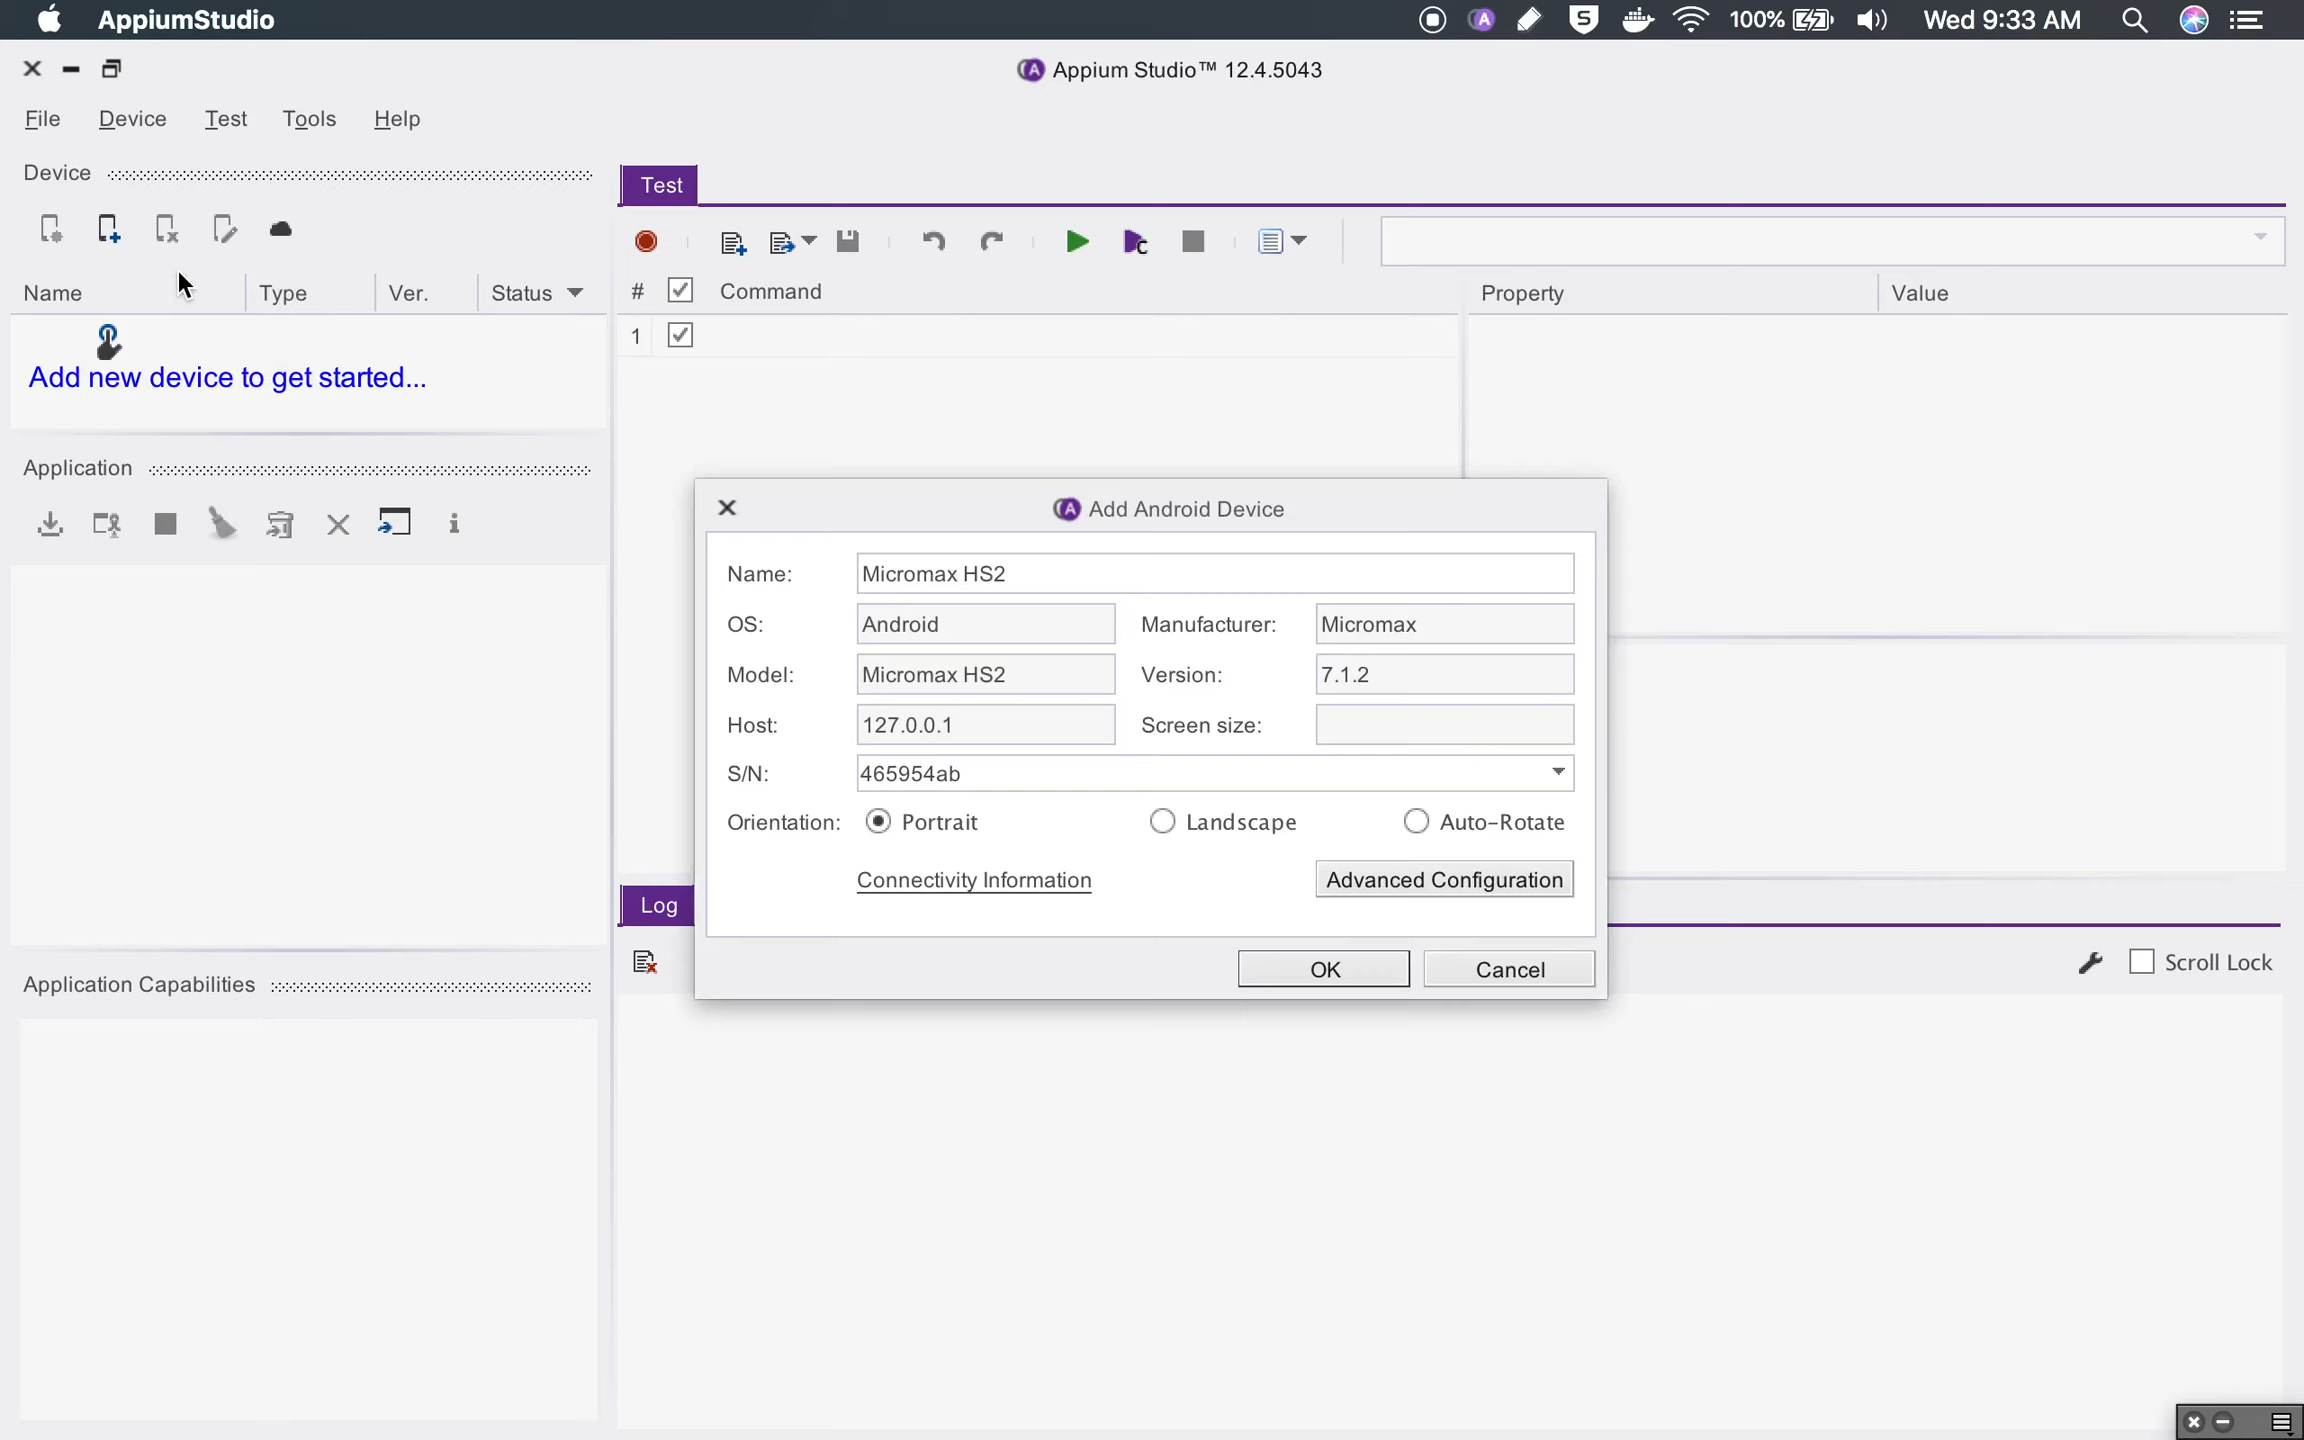 AppiumStudio
100%
Wed 9:33 AM
Appium Studio™ 12.4.5043
File Device Test Tools Help
Device
Test
Name Type Ver. Status
# Command
Property Value
1
Add new device to get started...
Application
Add Android Device
Name: Micromax HS2
OS: Android Manufacturer: Micromax
Model: Micromax HS2 Version: 7.1.2
Host: 127.0.0.1 Screen size:
S/N: 465954ab
Orientation: Portrait Landscape Auto-Rotate
Connectivity Information Advanced Configuration
Log
OK Cancel
Scroll Lock
Application Capabilities